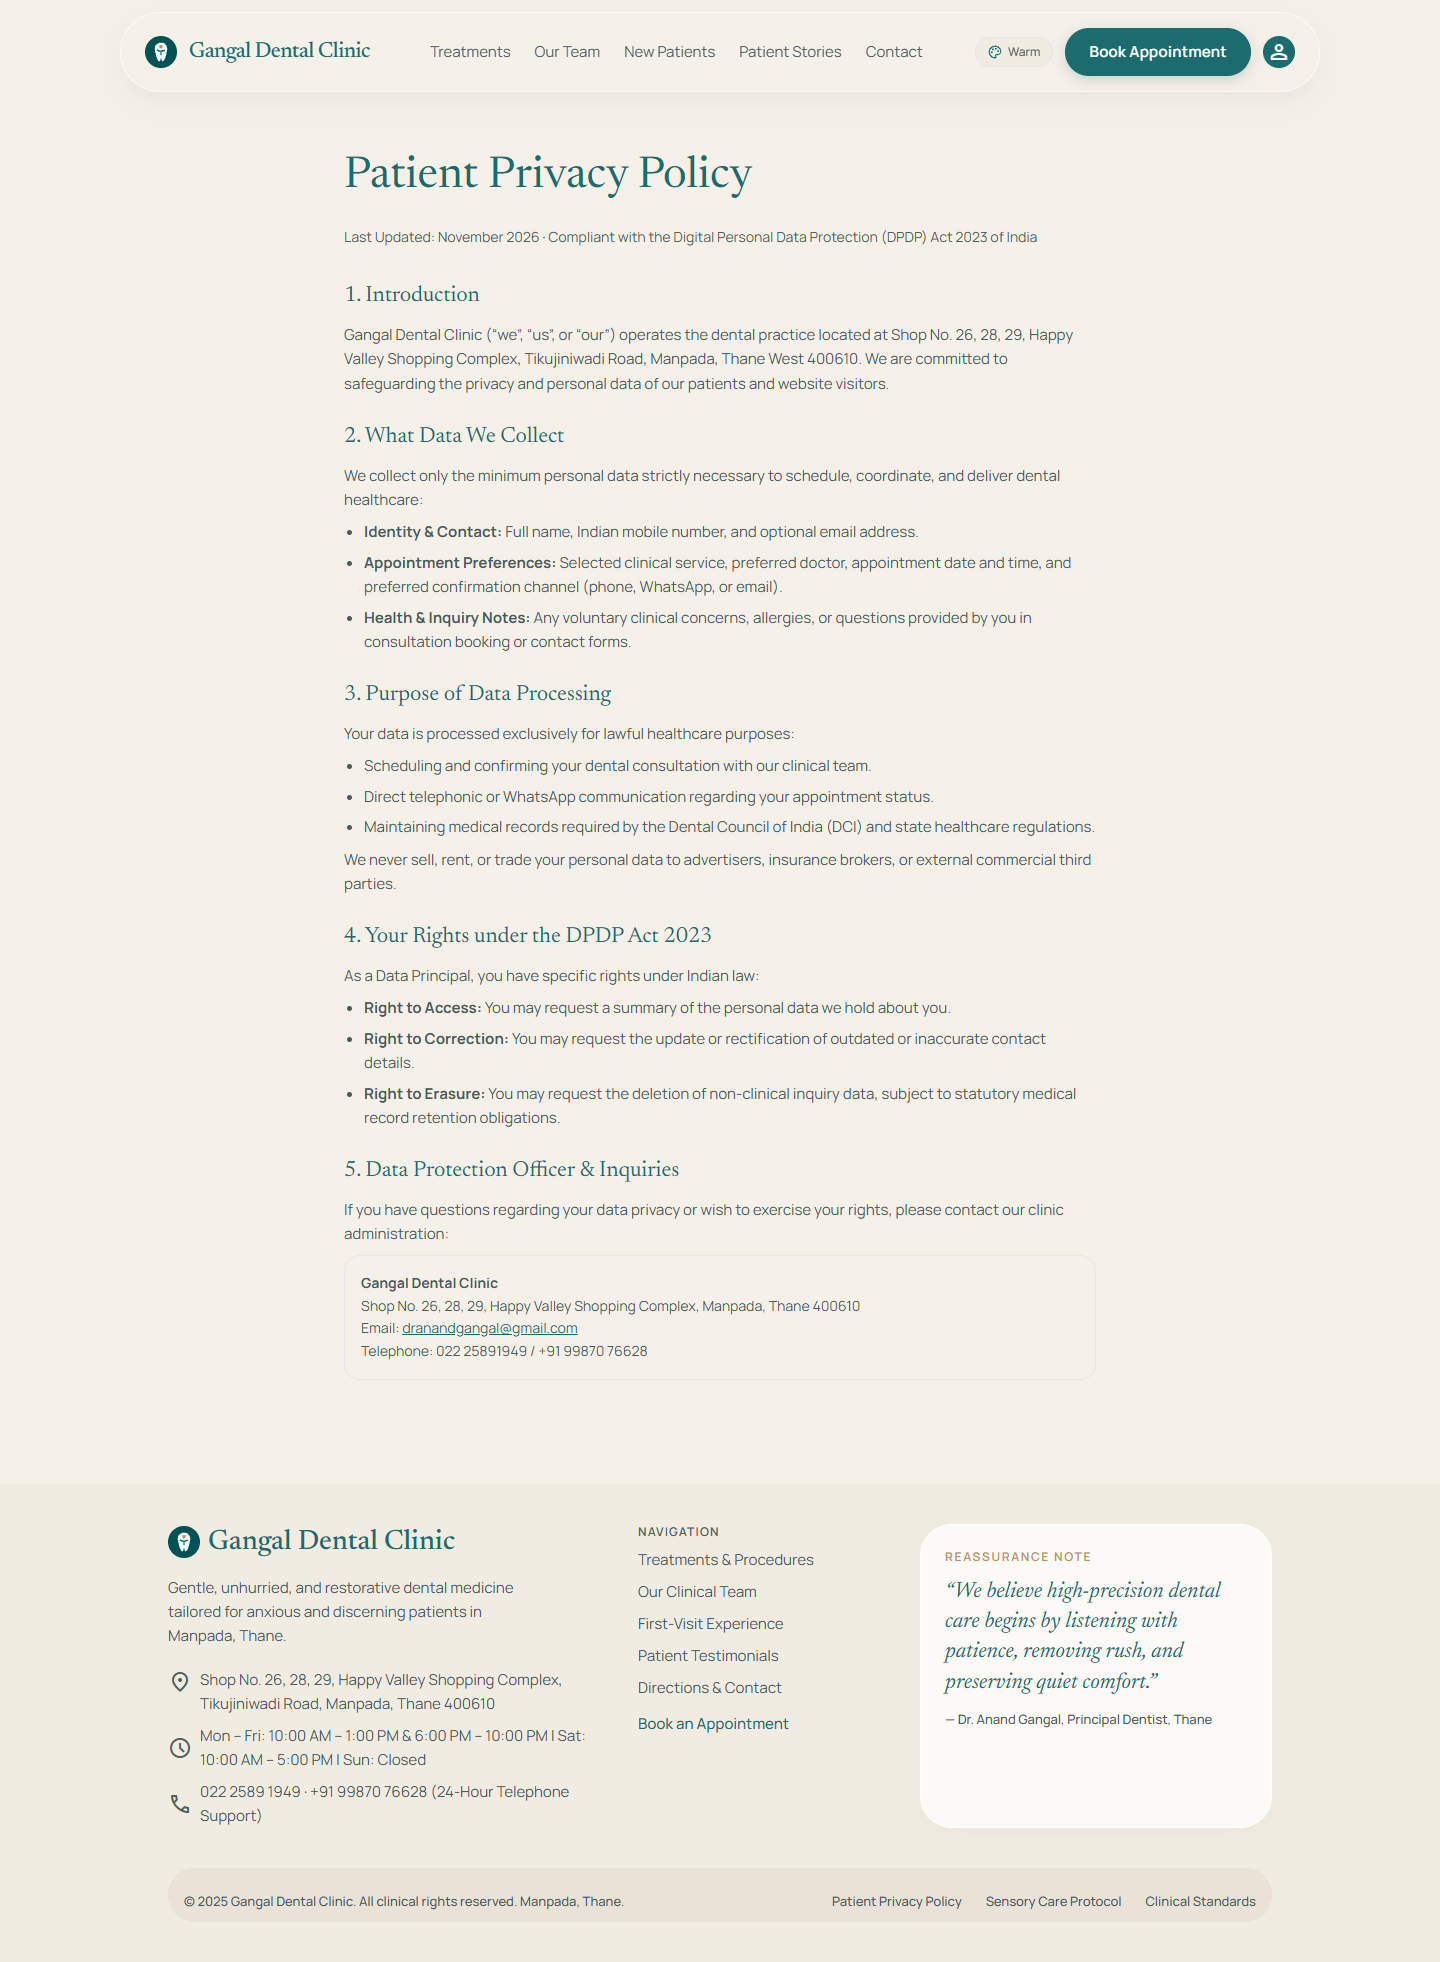 Gangal Dental Clinic
Treatments
Our Team
New Patients
Patient Stories
Contact
Warm
Book Appointment
Patient Privacy Policy
Last Updated: November 2026 · Compliant with the Digital Personal Data Protection (DPDP) Act 2023 of India
1. Introduction
Gangal Dental Clinic (“we”, “us”, or “our”) operates the dental practice located at Shop No. 26, 28, 29, Happy
Valley Shopping Complex, Tikujiniwadi Road, Manpada, Thane West 400610. We are committed to
safeguarding the privacy and personal data of our patients and website visitors.
2. What Data We Collect
We collect only the minimum personal data strictly necessary to schedule, coordinate, and deliver dental
healthcare:
• Identity & Contact: Full name, Indian mobile number, and optional email address.
• Appointment Preferences: Selected clinical service, preferred doctor, appointment date and time, and
preferred confirmation channel (phone, WhatsApp, or email).
• Health & Inquiry Notes: Any voluntary clinical concerns, allergies, or questions provided by you in
consultation booking or contact forms.
3. Purpose of Data Processing
Your data is processed exclusively for lawful healthcare purposes:
• Scheduling and confirming your dental consultation with our clinical team.
• Direct telephonic or WhatsApp communication regarding your appointment status.
• Maintaining medical records required by the Dental Council of India (DCI) and state healthcare regulations.
We never sell, rent, or trade your personal data to advertisers, insurance brokers, or external commercial third
parties.
4. Your Rights under the DPDP Act 2023
As a Data Principal, you have specific rights under Indian law:
• Right to Access: You may request a summary of the personal data we hold about you.
• Right to Correction: You may request the update or rectification of outdated or inaccurate contact
details.
• Right to Erasure: You may request the deletion of non-clinical inquiry data, subject to statutory medical
record retention obligations.
5. Data Protection Officer & Inquiries
If you have questions regarding your data privacy or wish to exercise your rights, please contact our clinic
administration:
Gangal Dental Clinic
Shop No. 26, 28, 29, Happy Valley Shopping Complex, Manpada, Thane 400610
Email: dranandgangal@gmail.com
Telephone: 022 25891949 / +91 99870 76628
Gangal Dental Clinic
Gentle, unhurried, and restorative dental medicine
tailored for anxious and discerning patients in
Manpada, Thane.
Shop No. 26, 28, 29, Happy Valley Shopping Complex,
Tikujiniwadi Road, Manpada, Thane 400610
Mon – Fri: 10:00 AM – 1:00 PM & 6:00 PM – 10:00 PM | Sat:
10:00 AM – 5:00 PM | Sun: Closed
022 2589 1949 · +91 99870 76628 (24-Hour Telephone
Support)
NAVIGATION
Treatments & Procedures
Our Clinical Team
First-Visit Experience
Patient Testimonials
Directions & Contact
Book an Appointment
REASSURANCE NOTE
“We believe high-precision dental
care begins by listening with
patience, removing rush, and
preserving quiet comfort.”
— Dr. Anand Gangal, Principal Dentist, Thane
© 2025 Gangal Dental Clinic. All clinical rights reserved. Manpada, Thane.
Patient Privacy Policy
Sensory Care Protocol
Clinical Standards